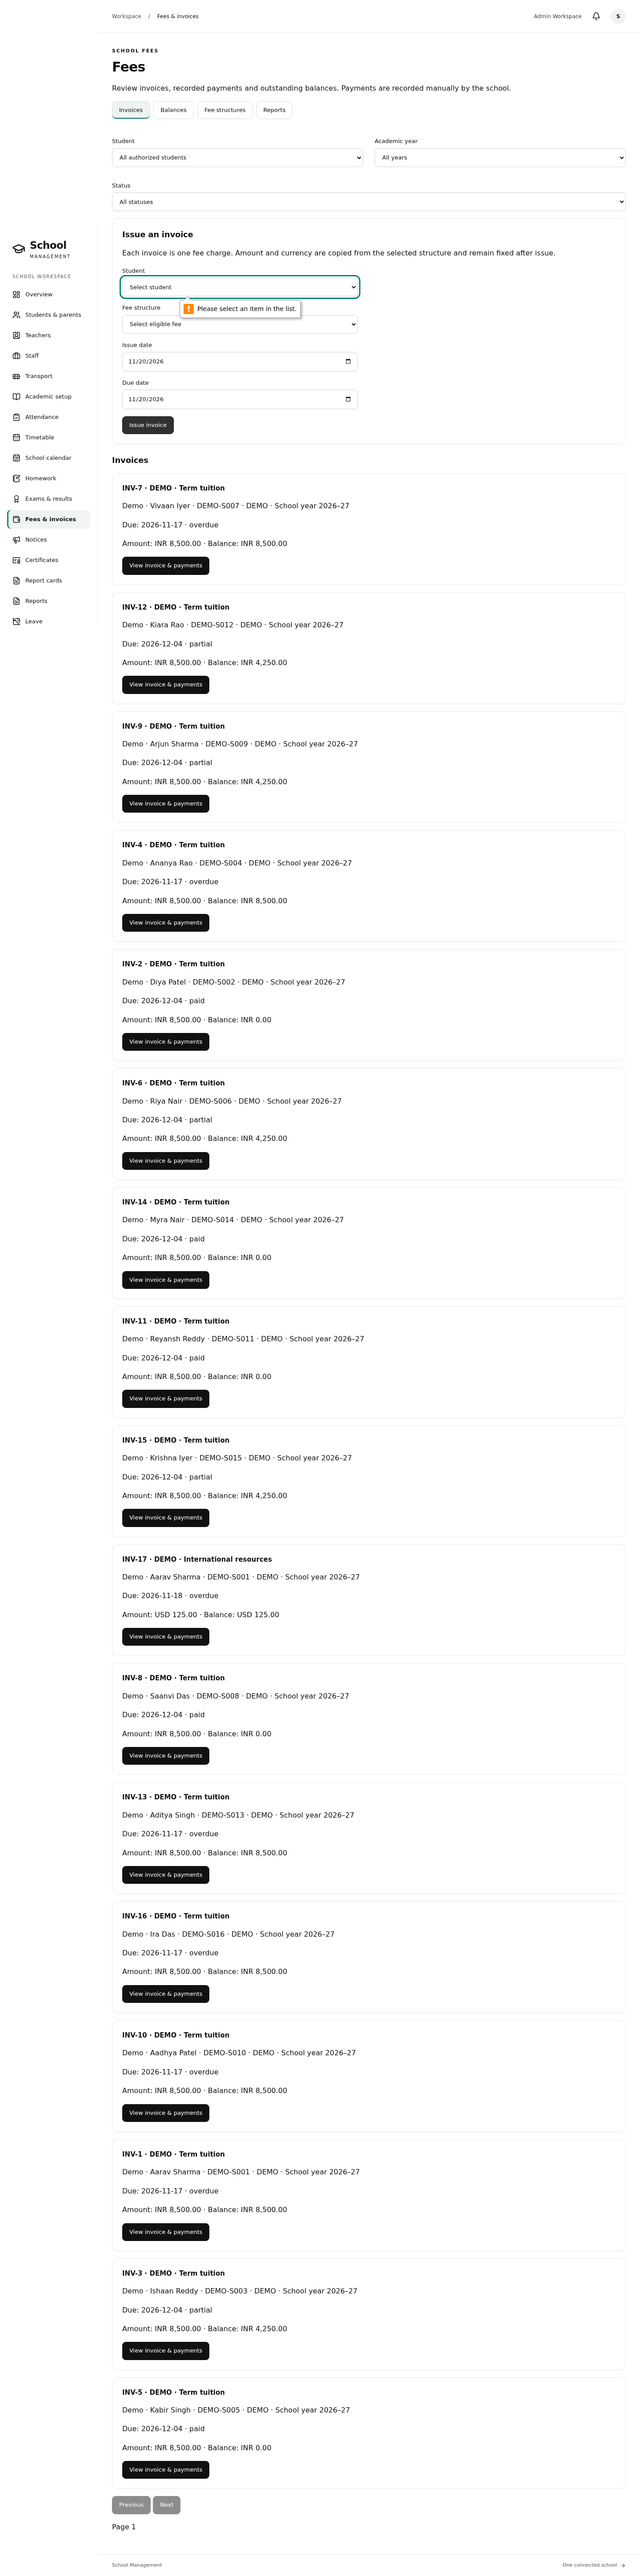 Workspace / Fees & invoices
Admin Workspace S
SCHOOL FEES
Fees
Review invoices, recorded payments and outstanding balances. Payments are recorded manually by the school.
Invoices Balances Fee structures Reports
Student Academic year
All authorized students All years
Status
All statuses
School
MANAGEMENT
SCHOOL WORKSPACE
Overview
Students & parents
Teachers
Staff
Transport
Academic setup
Attendance
Timetable
School calendar
Homework
Exams & results
Fees & invoices
Notices
Certificates
Report cards
Reports
Leave
Issue an invoice
Each invoice is one fee charge. Amount and currency are copied from the selected structure and remain fixed after issue.
Student
Select student
! Please select an item in the list.
Fee structure
Select eligible fee
Issue date
11/20/2026
Due date
11/20/2026
Issue invoice
Invoices
INV-7 · DEMO · Term tuition
Demo · Vivaan Iyer · DEMO-S007 · DEMO · School year 2026–27
Due: 2026-11-17 · overdue
Amount: INR 8,500.00 · Balance: INR 8,500.00
View invoice & payments
INV-12 · DEMO · Term tuition
Demo · Kiara Rao · DEMO-S012 · DEMO · School year 2026–27
Due: 2026-12-04 · partial
Amount: INR 8,500.00 · Balance: INR 4,250.00
View invoice & payments
INV-9 · DEMO · Term tuition
Demo · Arjun Sharma · DEMO-S009 · DEMO · School year 2026–27
Due: 2026-12-04 · partial
Amount: INR 8,500.00 · Balance: INR 4,250.00
View invoice & payments
INV-4 · DEMO · Term tuition
Demo · Ananya Rao · DEMO-S004 · DEMO · School year 2026–27
Due: 2026-11-17 · overdue
Amount: INR 8,500.00 · Balance: INR 8,500.00
View invoice & payments
INV-2 · DEMO · Term tuition
Demo · Diya Patel · DEMO-S002 · DEMO · School year 2026–27
Due: 2026-12-04 · paid
Amount: INR 8,500.00 · Balance: INR 0.00
View invoice & payments
INV-6 · DEMO · Term tuition
Demo · Riya Nair · DEMO-S006 · DEMO · School year 2026–27
Due: 2026-12-04 · partial
Amount: INR 8,500.00 · Balance: INR 4,250.00
View invoice & payments
INV-14 · DEMO · Term tuition
Demo · Myra Nair · DEMO-S014 · DEMO · School year 2026–27
Due: 2026-12-04 · paid
Amount: INR 8,500.00 · Balance: INR 0.00
View invoice & payments
INV-11 · DEMO · Term tuition
Demo · Reyansh Reddy · DEMO-S011 · DEMO · School year 2026–27
Due: 2026-12-04 · paid
Amount: INR 8,500.00 · Balance: INR 0.00
View invoice & payments
INV-15 · DEMO · Term tuition
Demo · Krishna Iyer · DEMO-S015 · DEMO · School year 2026–27
Due: 2026-12-04 · partial
Amount: INR 8,500.00 · Balance: INR 4,250.00
View invoice & payments
INV-17 · DEMO · International resources
Demo · Aarav Sharma · DEMO-S001 · DEMO · School year 2026–27
Due: 2026-11-18 · overdue
Amount: USD 125.00 · Balance: USD 125.00
View invoice & payments
INV-8 · DEMO · Term tuition
Demo · Saanvi Das · DEMO-S008 · DEMO · School year 2026–27
Due: 2026-12-04 · paid
Amount: INR 8,500.00 · Balance: INR 0.00
View invoice & payments
INV-13 · DEMO · Term tuition
Demo · Aditya Singh · DEMO-S013 · DEMO · School year 2026–27
Due: 2026-11-17 · overdue
Amount: INR 8,500.00 · Balance: INR 8,500.00
View invoice & payments
INV-16 · DEMO · Term tuition
Demo · Ira Das · DEMO-S016 · DEMO · School year 2026–27
Due: 2026-11-17 · overdue
Amount: INR 8,500.00 · Balance: INR 8,500.00
View invoice & payments
INV-10 · DEMO · Term tuition
Demo · Aadhya Patel · DEMO-S010 · DEMO · School year 2026–27
Due: 2026-11-17 · overdue
Amount: INR 8,500.00 · Balance: INR 8,500.00
View invoice & payments
INV-1 · DEMO · Term tuition
Demo · Aarav Sharma · DEMO-S001 · DEMO · School year 2026–27
Due: 2026-11-17 · overdue
Amount: INR 8,500.00 · Balance: INR 8,500.00
View invoice & payments
INV-3 · DEMO · Term tuition
Demo · Ishaan Reddy · DEMO-S003 · DEMO · School year 2026–27
Due: 2026-12-04 · partial
Amount: INR 8,500.00 · Balance: INR 4,250.00
View invoice & payments
INV-5 · DEMO · Term tuition
Demo · Kabir Singh · DEMO-S005 · DEMO · School year 2026–27
Due: 2026-12-04 · paid
Amount: INR 8,500.00 · Balance: INR 0.00
View invoice & payments
Previous Next
Page 1
School Management
One connected school →